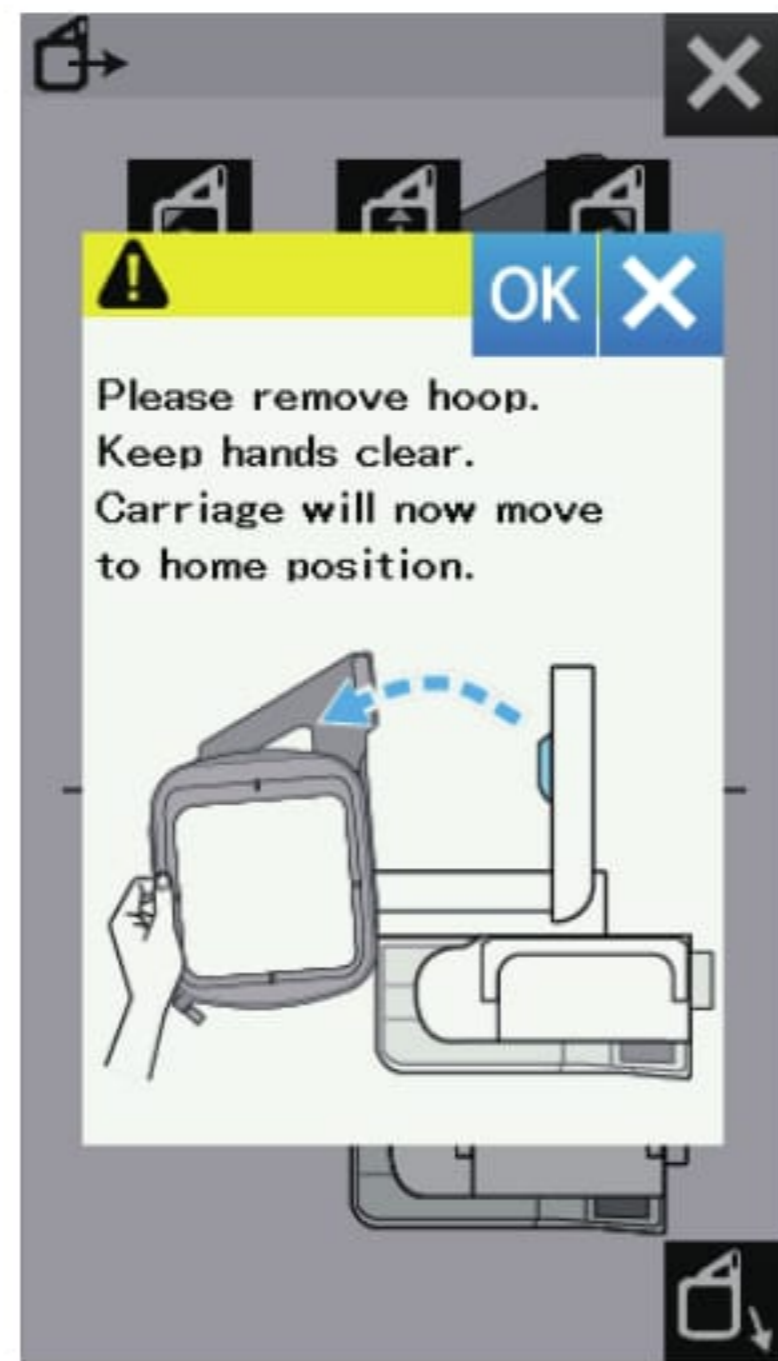 OK
Please remove hoop.
Keep hands clear.
Carriage will now move
to home position.